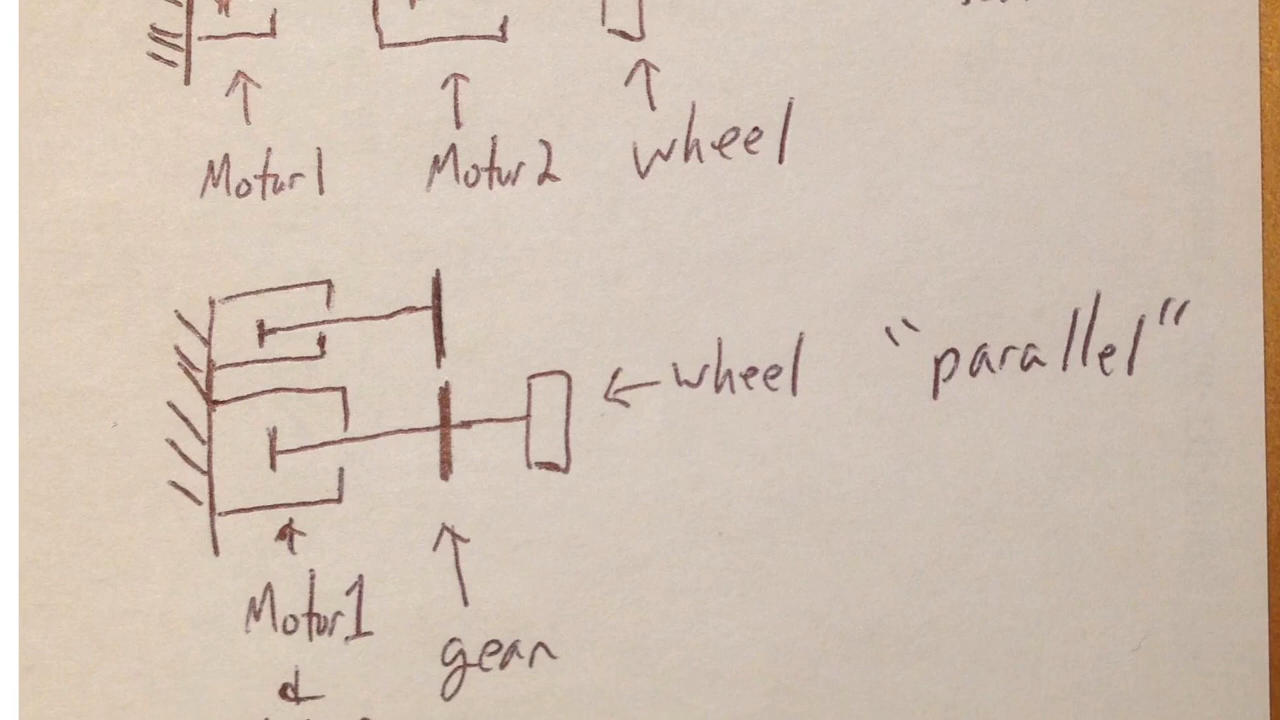 Motor1 Motor2 wheel
wheel "parallel"
Motor1
gear
&